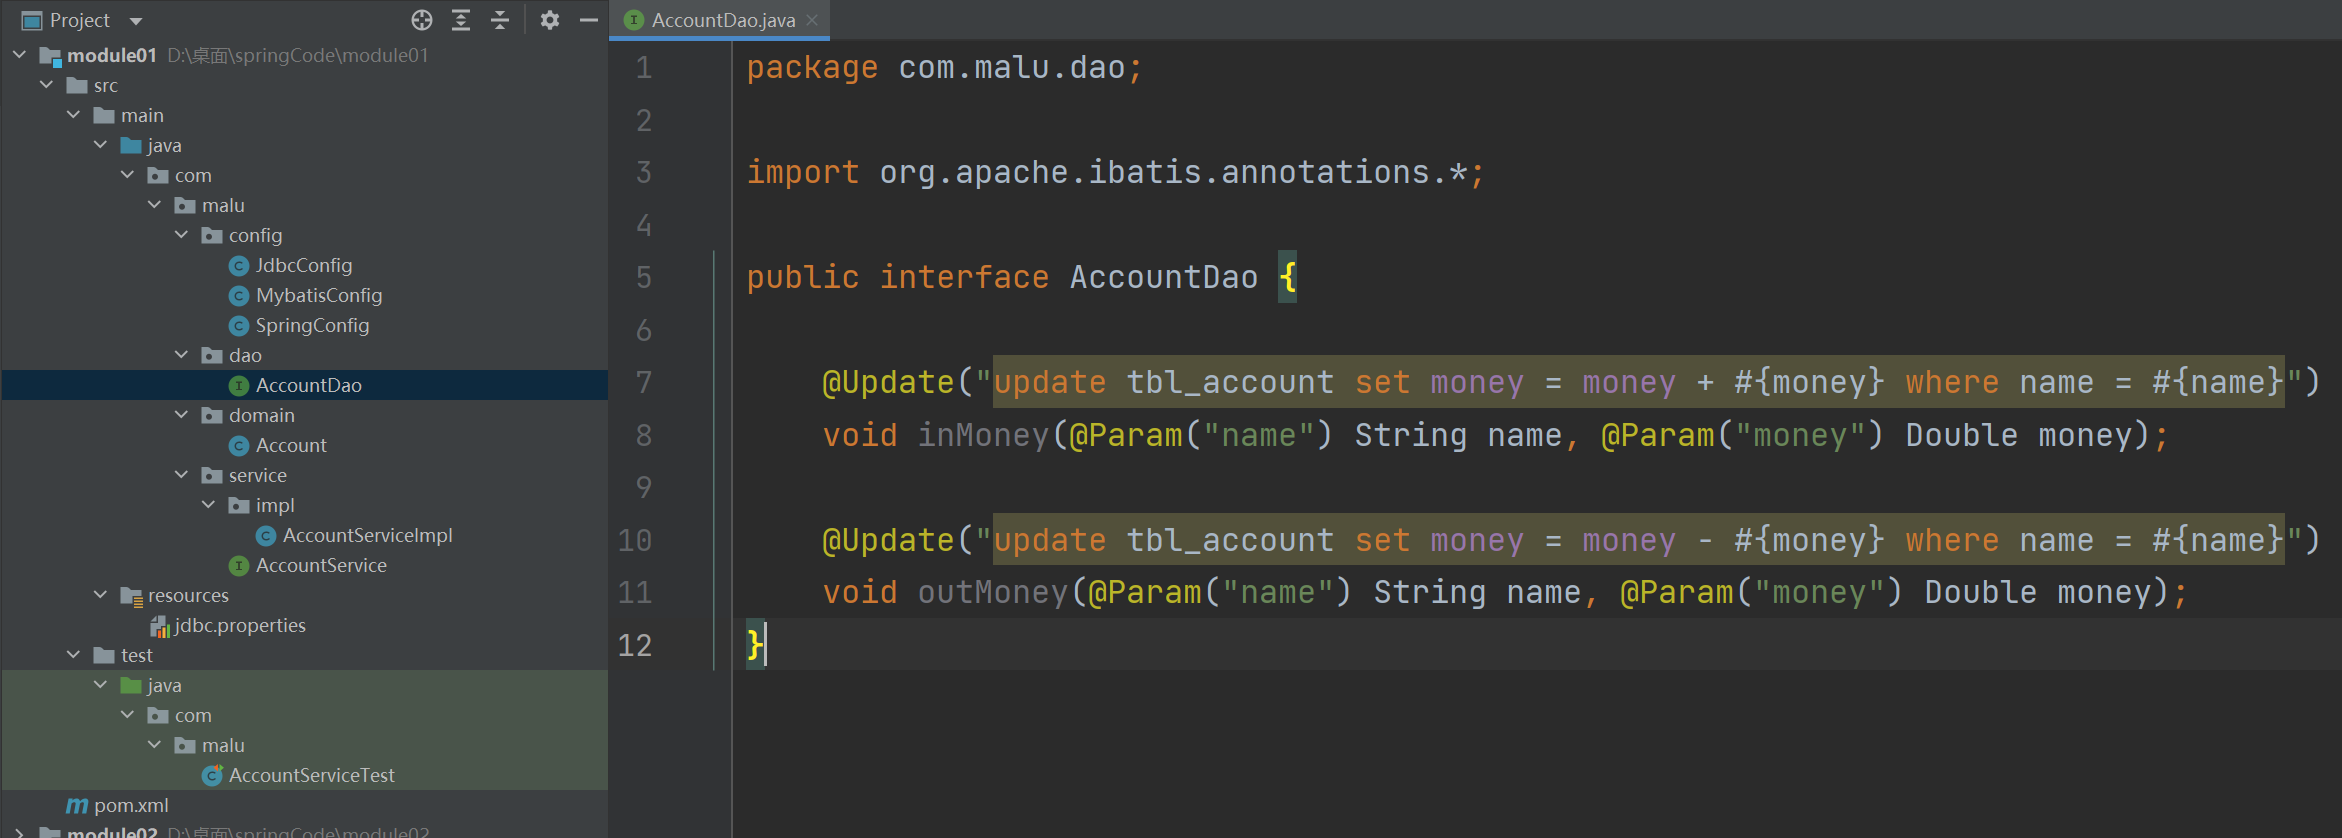 Project
module01 D:\桌面\springCode\module01
src
main
java
com
malu
config
JdbcConfig
MybatisConfig
SpringConfig
dao
AccountDao
domain
Account
service
impl
AccountServiceImpl
AccountService
resources
jdbc.properties
test
java
com
malu
AccountServiceTest
pom.xml
module02 D:\桌面\springCode\module02
AccountDao.java
1 package com.malu.dao;
2
3 import org.apache.ibatis.annotations.*;
4
5 public interface AccountDao {
6
7 @Update("update tbl_account set money = money + #{money} where name = #{name}")
8 void inMoney(@Param("name") String name, @Param("money") Double money);
9
10 @Update("update tbl_account set money = money - #{money} where name = #{name}")
11 void outMoney(@Param("name") String name, @Param("money") Double money);
12 }